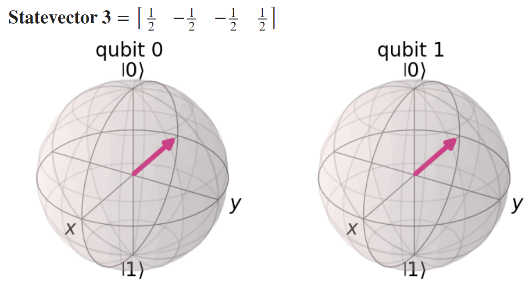 Statevector 3 = [1/2 -1/2 -1/2 1/2]
qubit 0 qubit 1
|0⟩ |0⟩
y y
x x
|1⟩ |1⟩